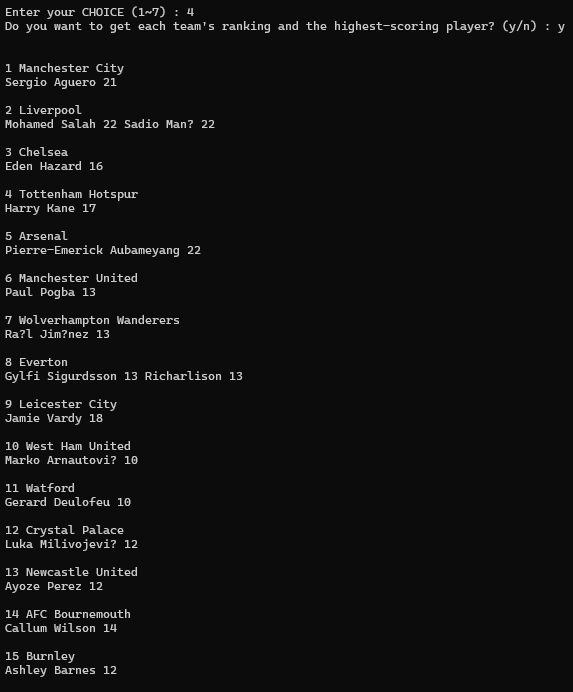 Enter your CHOICE (1~7) : 4
Do you want to get each team's ranking and the highest-scoring player? (y/n) : y
1 Manchester City
Sergio Aguero 21
2 Liverpool
Mohamed Salah 22 Sadio Man? 22
3 Chelsea
Eden Hazard 16
4 Tottenham Hotspur
Harry Kane 17
5 Arsenal
Pierre-Emerick Aubameyang 22
6 Manchester United
Paul Pogba 13
7 Wolverhampton Wanderers
Ra?l Jim?nez 13
8 Everton
Gylfi Sigurdsson 13 Richarlison 13
9 Leicester City
Jamie Vardy 18
10 West Ham United
Marko Arnautovi? 10
11 Watford
Gerard Deulofeu 10
12 Crystal Palace
Luka Milivojevi? 12
13 Newcastle United
Ayoze Perez 12
14 AFC Bournemouth
Callum Wilson 14
15 Burnley
Ashley Barnes 12